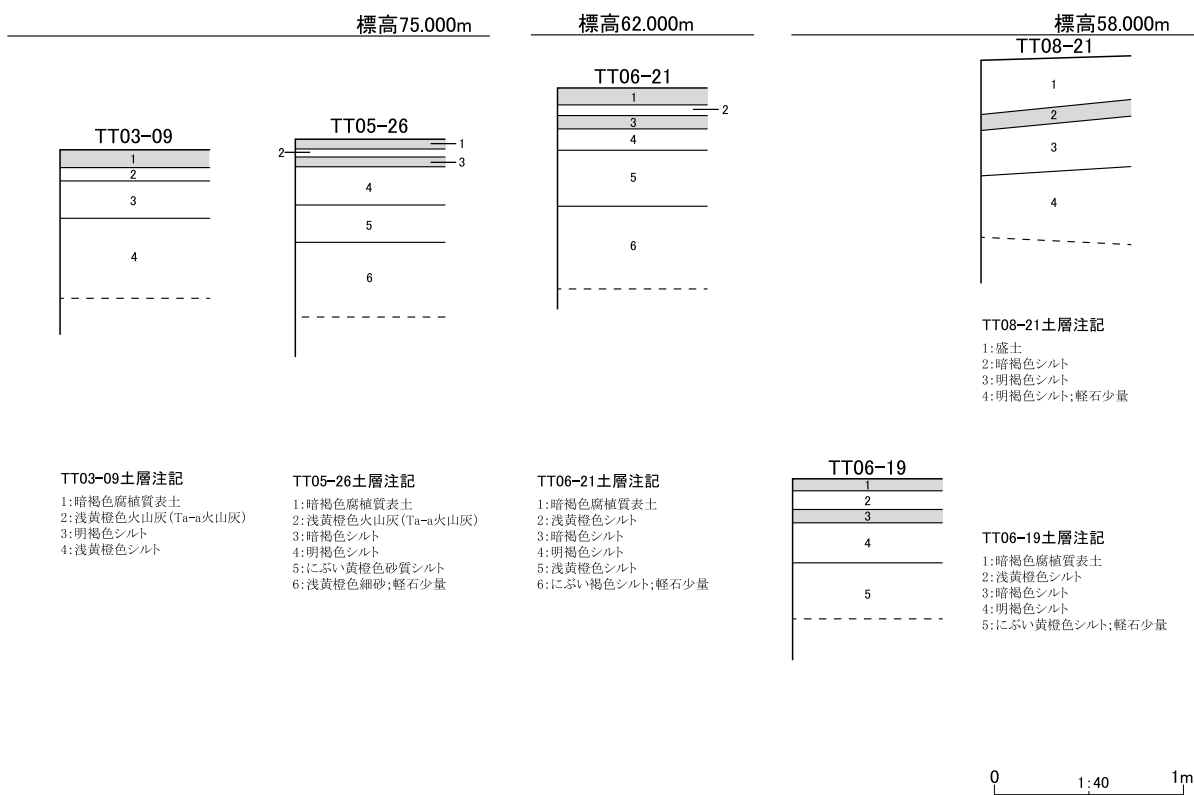 標高75.000m
標高62.000m
標高58.000m
TT03-09
1
2
3
4
TT05-26
1
2
3
4
5
6
TT06-21
1
2
3
4
5
6
TT08-21
1
2
3
4
TT08-21土層注記
1:盛土
2:暗褐色シルト
3:明褐色シルト
4:明褐色シルト;軽石少量
TT03-09土層注記
1:暗褐色腐植質表土
2:浅黄橙色火山灰(Ta-a火山灰)
3:明褐色シルト
4:浅黄橙色シルト
TT05-26土層注記
1:暗褐色腐植質表土
2:浅黄橙色火山灰(Ta-a火山灰)
3:暗褐色シルト
4:明褐色シルト
5:にぶい黄橙色砂質シルト
6:浅黄橙色細砂;軽石少量
TT06-21土層注記
1:暗褐色腐植質表土
2:浅黄橙色シルト
3:暗褐色シルト
4:明褐色シルト
5:浅黄橙色シルト
6:にぶい褐色シルト;軽石少量
TT06-19
1
2
3
4
5
TT06-19土層注記
1:暗褐色腐植質表土
2:浅黄橙色シルト
3:暗褐色シルト
4:明褐色シルト
5:にぶい黄橙色シルト;軽石少量
0 1:40 1m